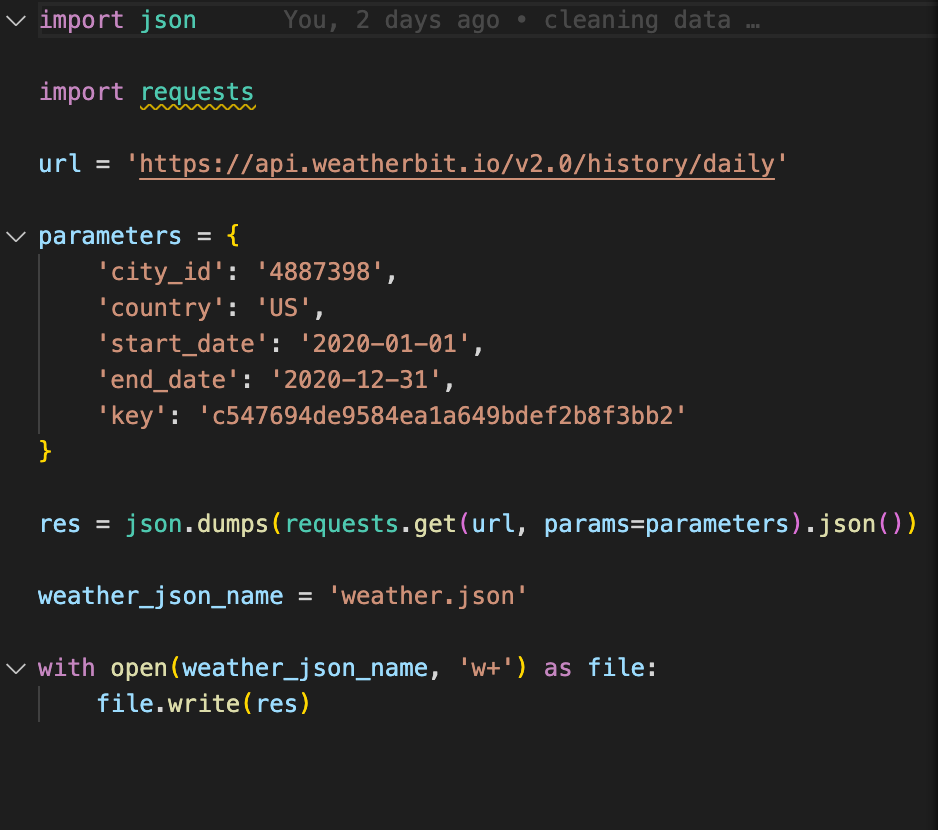 import json You, 2 days ago • cleaning data …
import requests
url = 'https://api.weatherbit.io/v2.0/history/daily'
parameters = {
'city_id': '4887398',
'country': 'US',
'start_date': '2020-01-01',
'end_date': '2020-12-31',
'key': 'c547694de9584ea1a649bdef2b8f3bb2'
}
res = json.dumps(requests.get(url, params=parameters).json())
weather_json_name = 'weather.json'
with open(weather_json_name, 'w+') as file:
file.write(res)